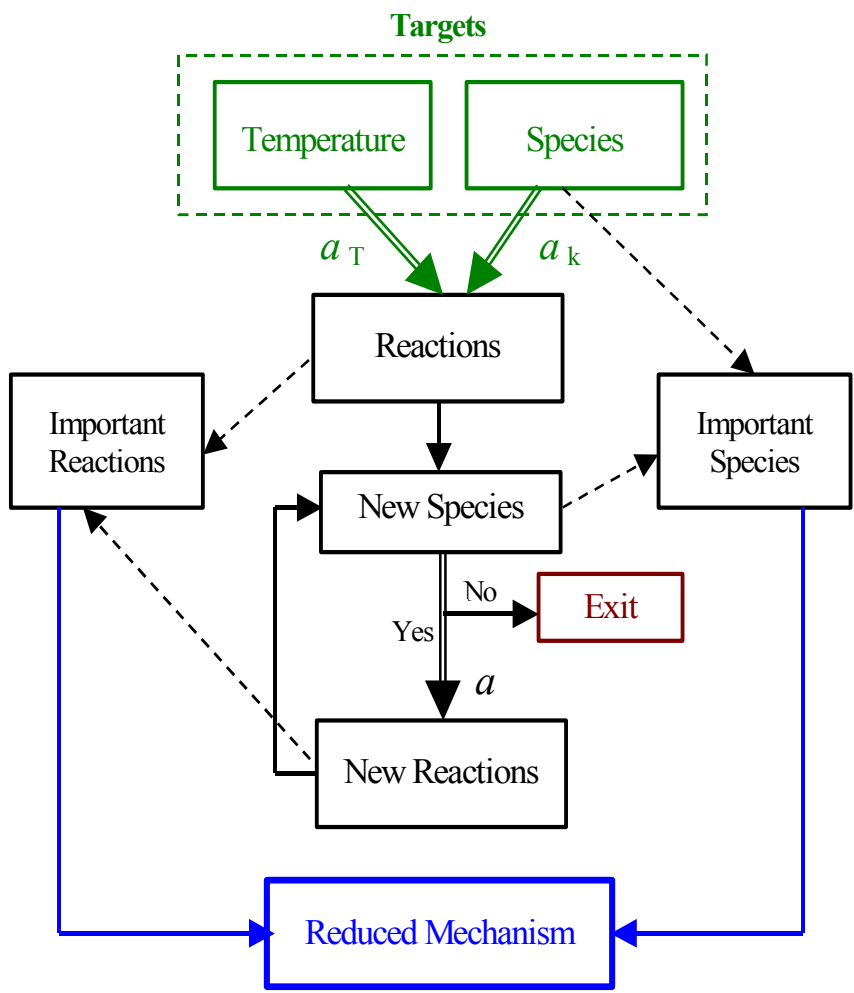 Targets
Temperature
Species
a T
a k
Reactions
Important
Reactions
Important
Species
New Species
No
Exit
Yes
a
New Reactions
Reduced Mechanism